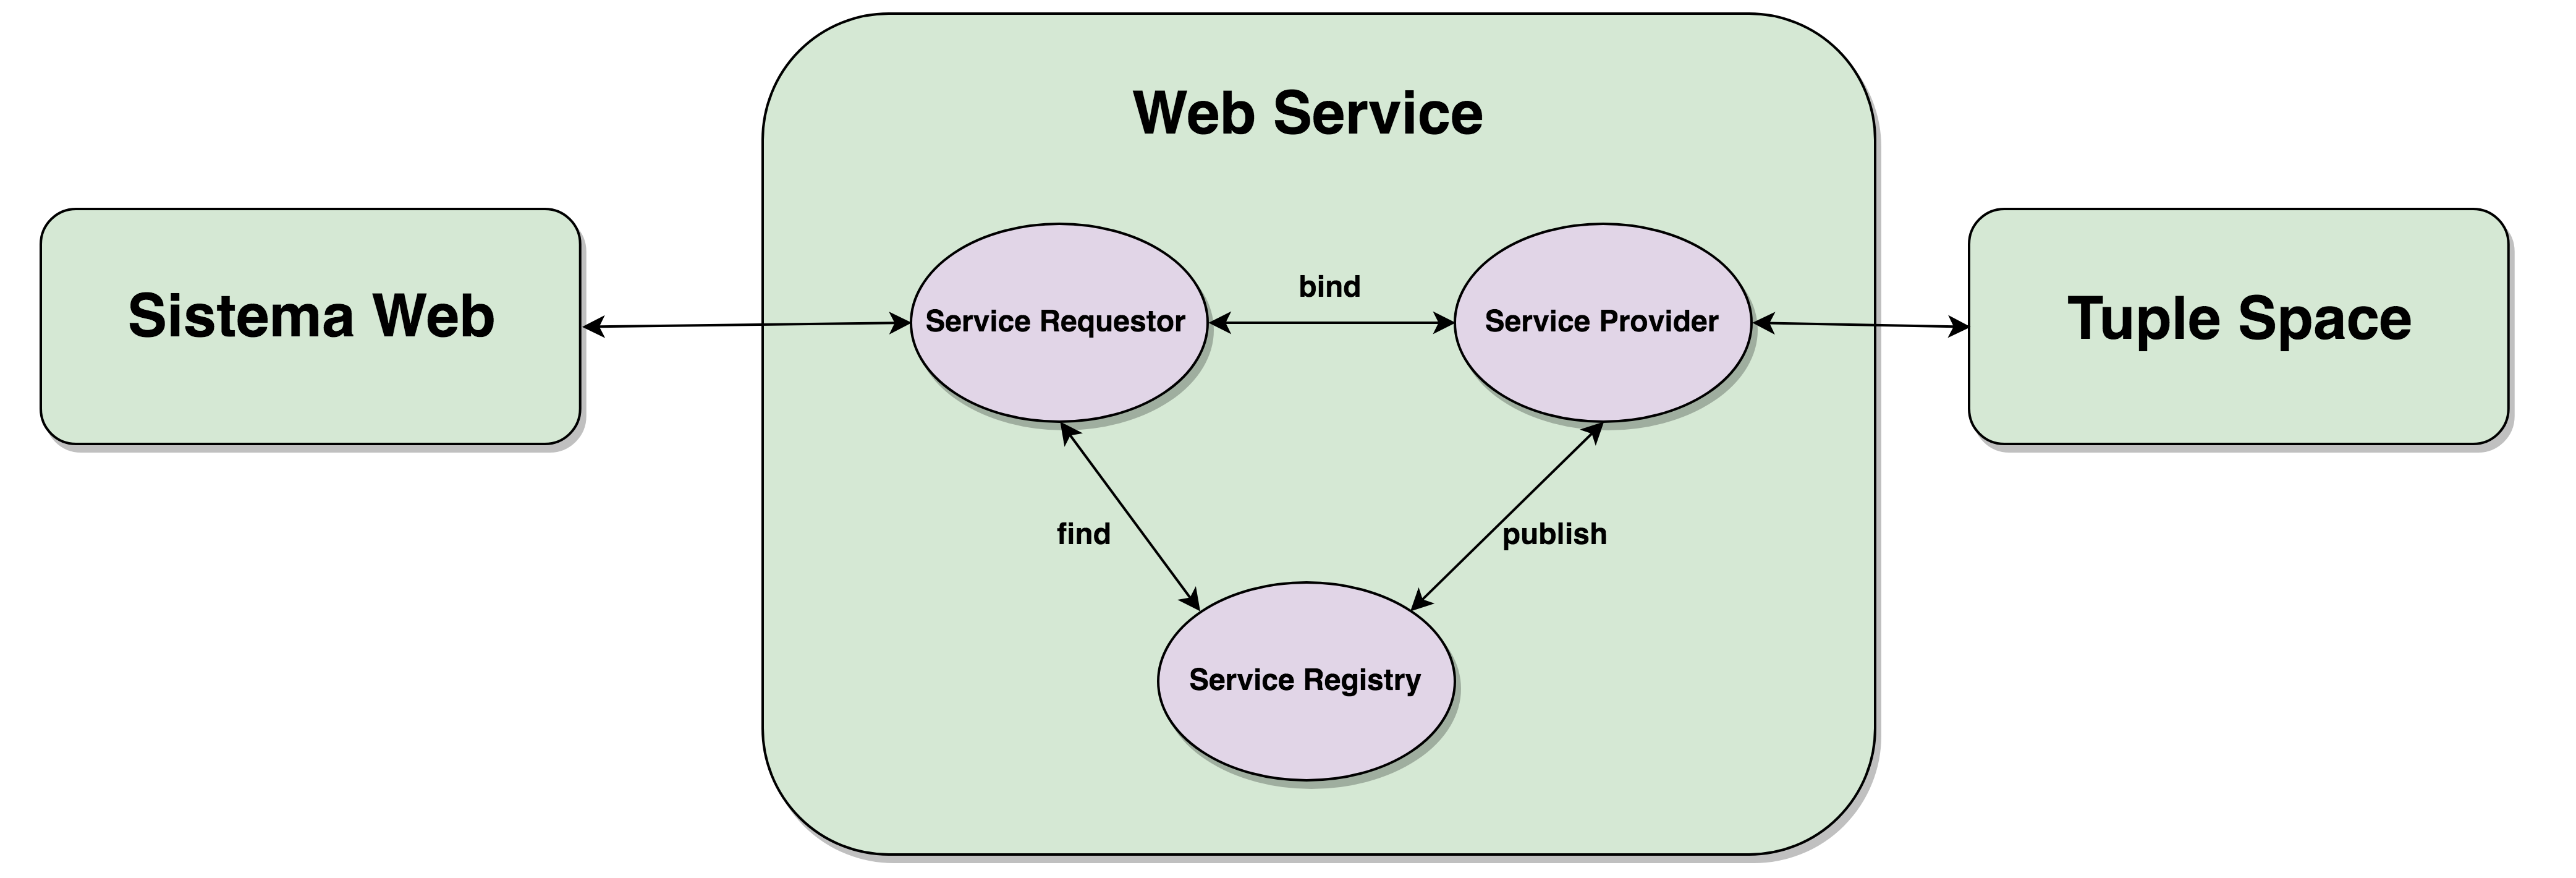 Web Service
Sistema Web
Service Requestor
bind
Service Provider
Tuple Space
find
publish
Service Registry